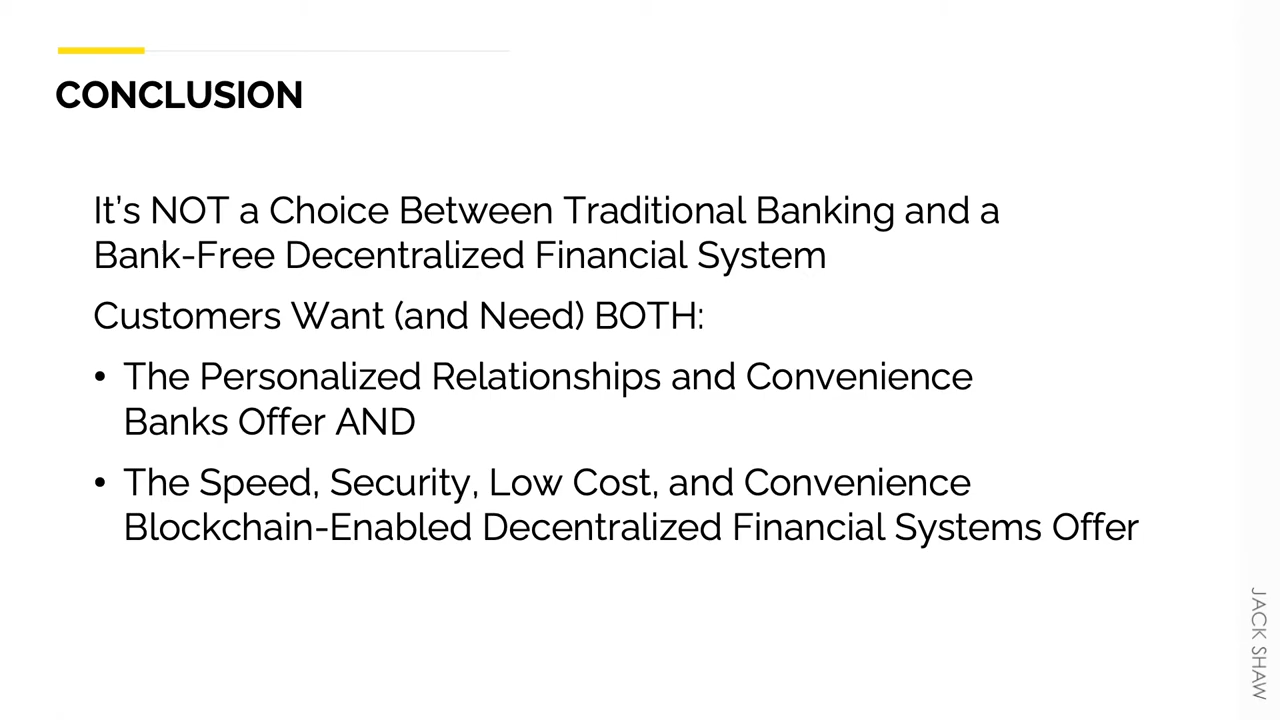 CONCLUSION
It’s NOT a Choice Between Traditional Banking and a
Bank-Free Decentralized Financial System
Customers Want (and Need) BOTH:
• The Personalized Relationships and Convenience
Banks Offer AND
• The Speed, Security, Low Cost, and Convenience
Blockchain-Enabled Decentralized Financial Systems Offer
JACK SHAW